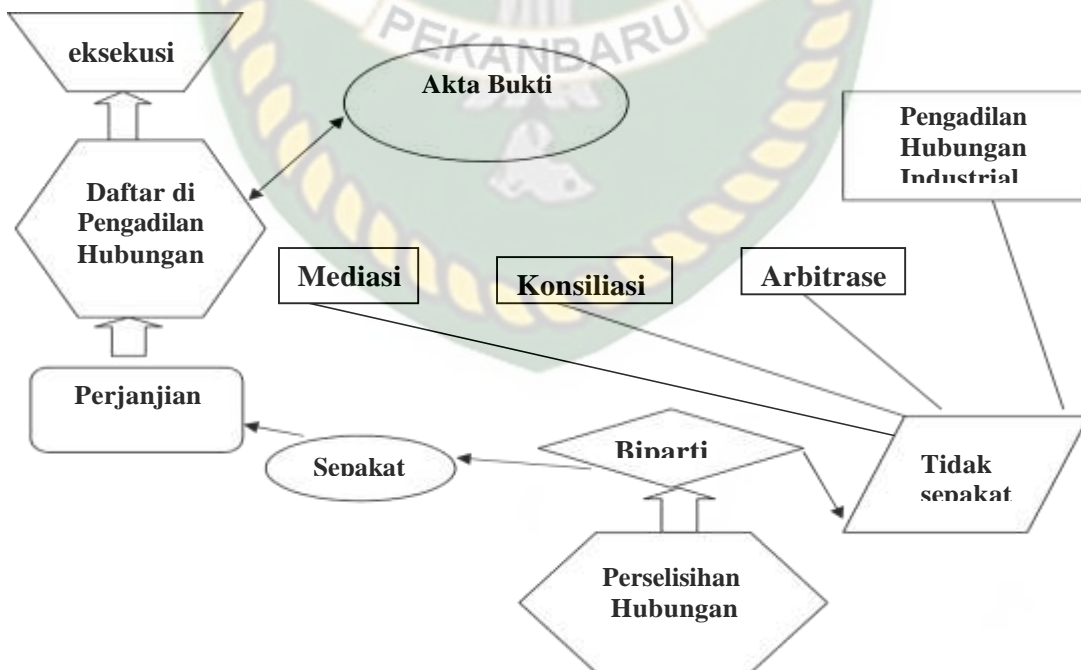 PEKANBARU
eksekusi
Akta Bukti
Pengadilan
Hubungan
Industrial
Daftar di
Pengadilan
Hubungan
Mediasi
Konsiliasi
Arbitrase
Perjanjian
Sepakat
Biparti
Tidak
sepakat
Perselisihan
Hubungan